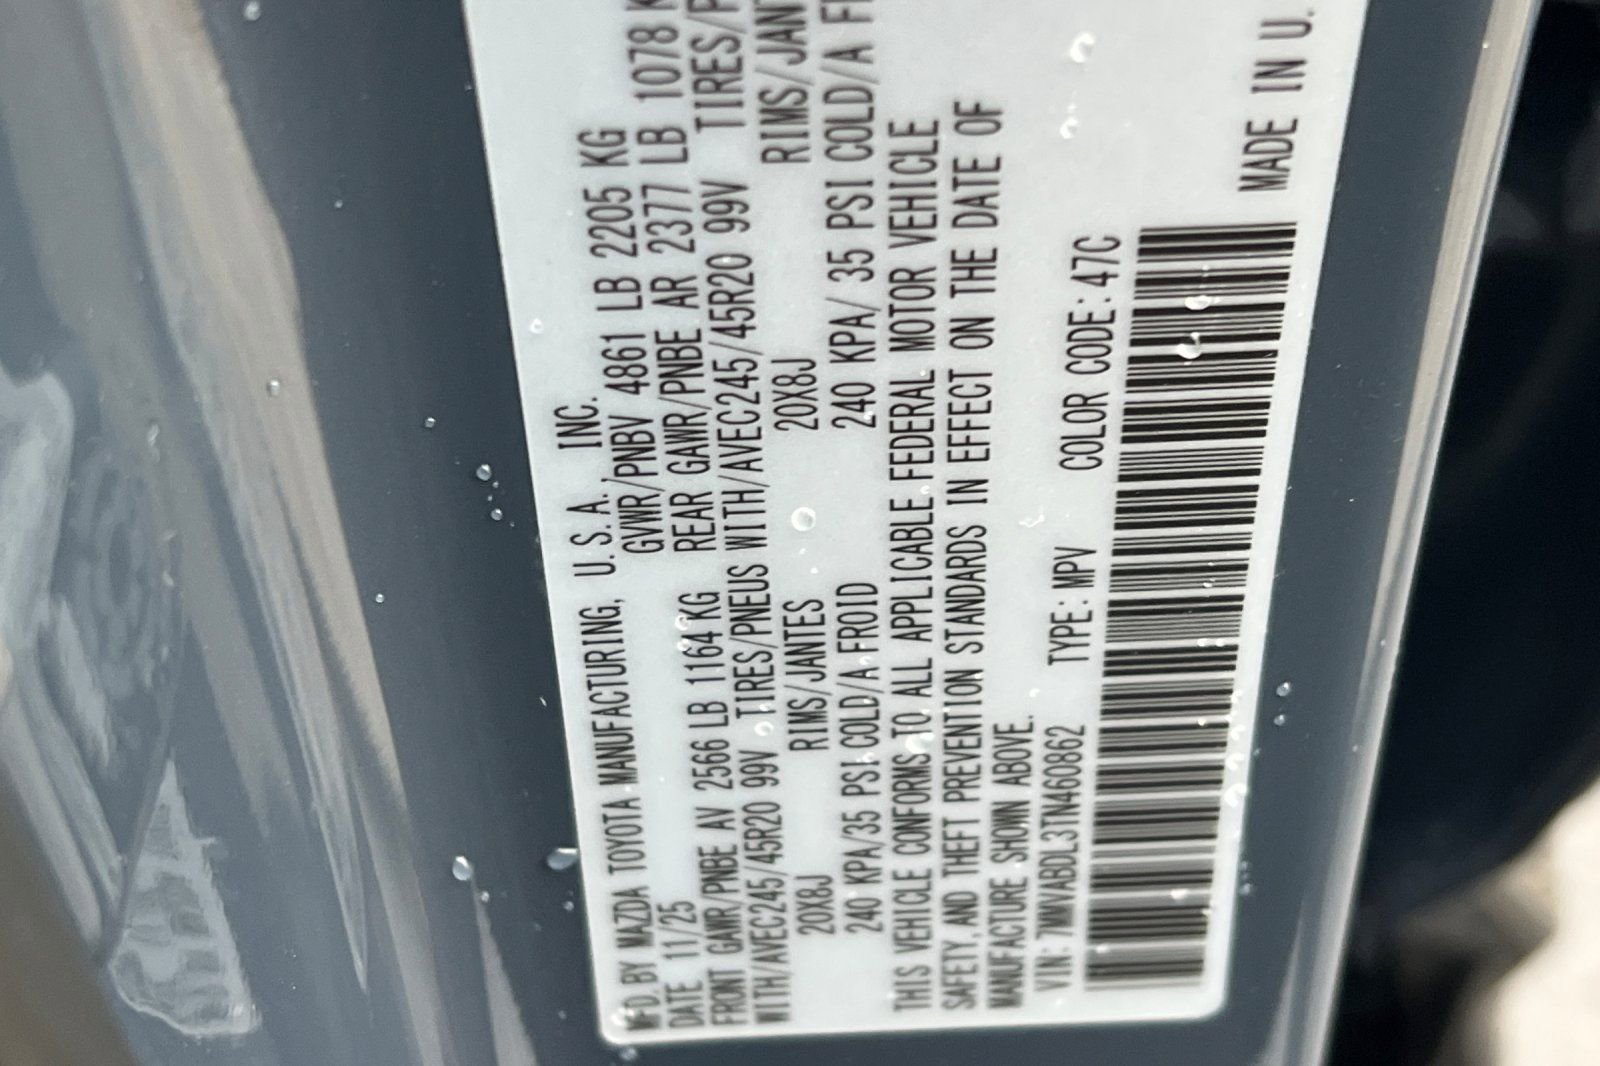 MFD.BY MAZDA TOYOTA MANUFACTURING, U.S.A. INC.
DATE 11/25 GVWR/PNBV 4861 LB 2205 KG
FRONT GAWR/PNBE AV 2566 LB 1164 KG REAR GAWR/PNBE AR 2377 LB 1078 K
WITH/AVEC245/45R20 99V TIRES/PNEUS WITH/AVEC245/45R20 99V TIRES/P
20X8J RIMS/JANTES 20X8J RIMS/JANT
240 KPA/35 PSI COLD/A FROID 240 KPA/ 35 PSI COLD/A F
THIS VEHICLE CONFORMS TO ALL APPLICABLE FEDERAL MOTOR VEHICLE
SAFETY, AND THEFT PREVENTION STANDARDS IN EFFECT ON THE DATE OF
MANUFACTURE SHOWN ABOVE.
VIN: 7MMVABDL3TN460862 TYPE: MPV COLOR CODE: 47C
MADE IN U.